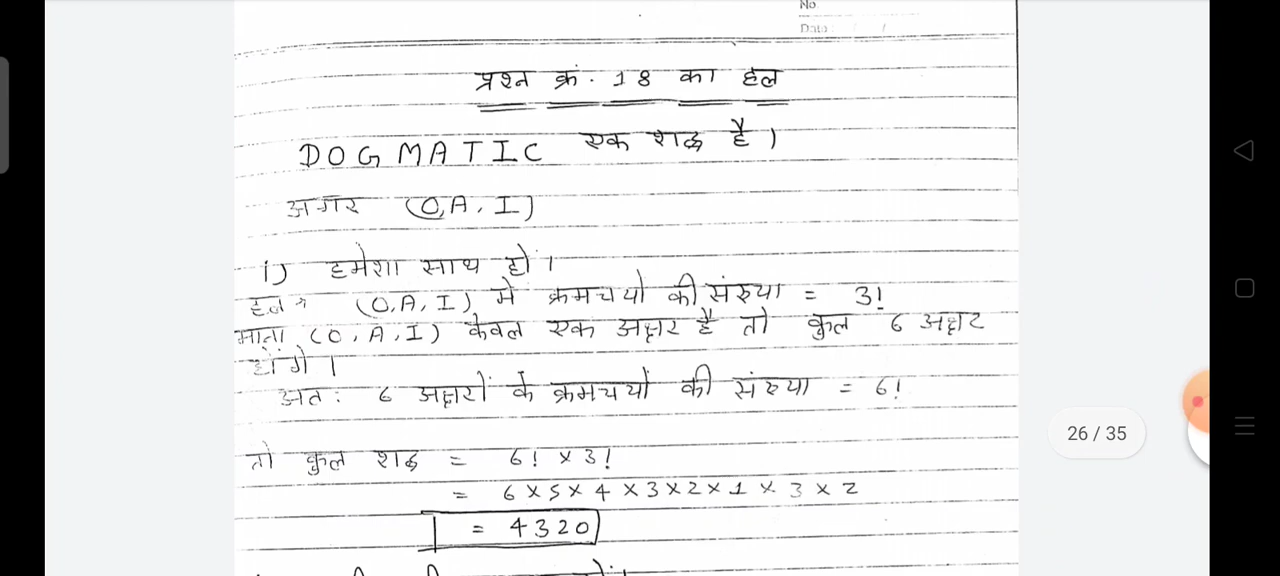 No.
Date / /
प्रश्न क्रं. 18 का हल
DOGMATIC एक शब्द है।
अगर (O,A,I)
i) हमेशा साथ हों।
हल→ (O,A,I) में क्रमचयों की संख्या = 3!
माना (O,A,I) केवल एक अक्षर है तो कुल 6 अक्षर
होंगे।
अतः 6 अक्षरों के क्रमचयों की संख्या = 6!
तो कुल शब्द = 6! × 3!
= 6×5×4×3×2×1×3×2
= 4320
26 / 35